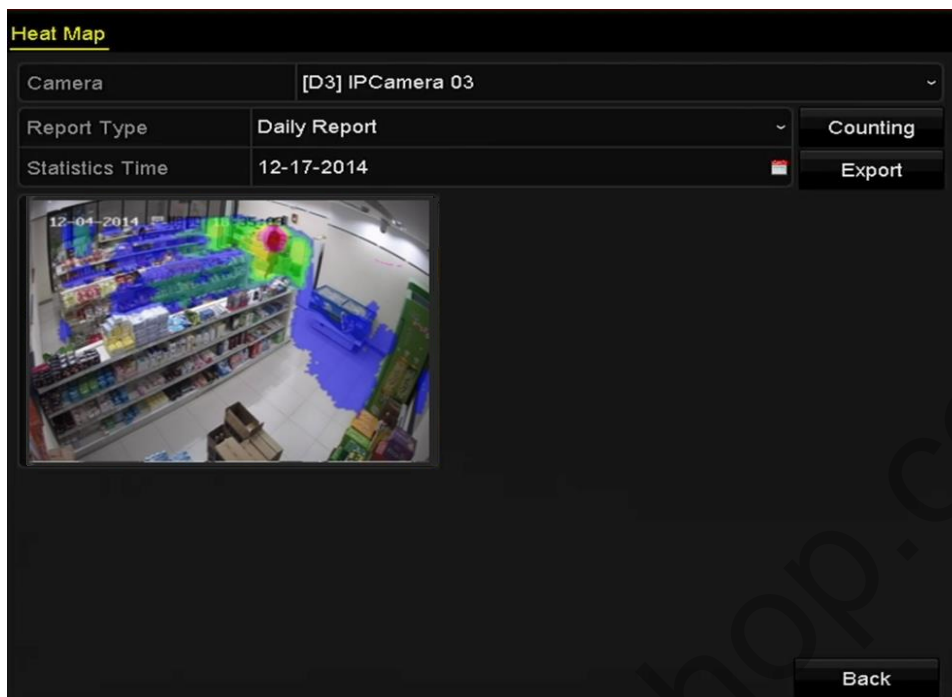 Heat Map
Camera [D3] IPCamera 03
Report Type Daily Report
Counting
Statistics Time 12-17-2014
Export
12-04-2014
hop.c
Back